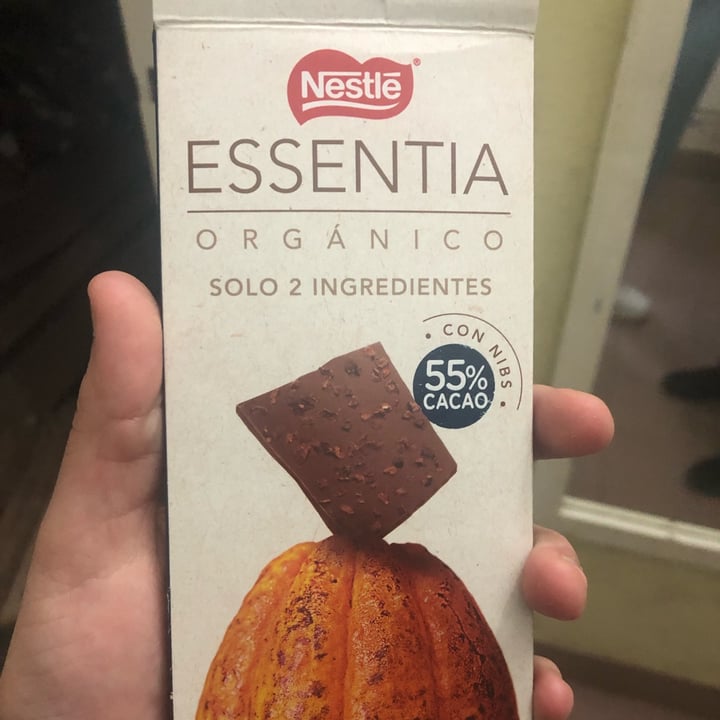 Nestlé®
ESSENTIA
ORGÁNICO
SOLO 2 INGREDIENTES
• CON NIBS •
55%
CACAO